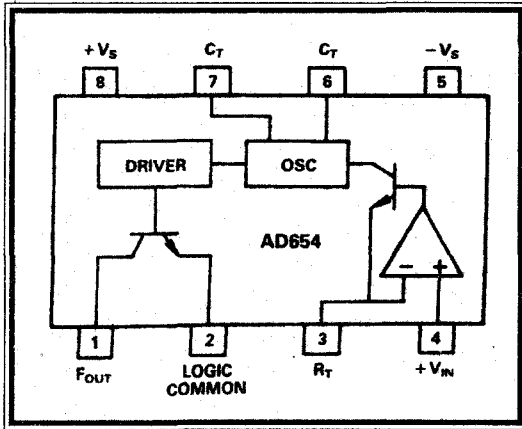 +VS CT CT −VS
8 7 6 5
DRIVER OSC
AD654
− +
1 2 3 4
FOUT LOGIC COMMON RT +VIN